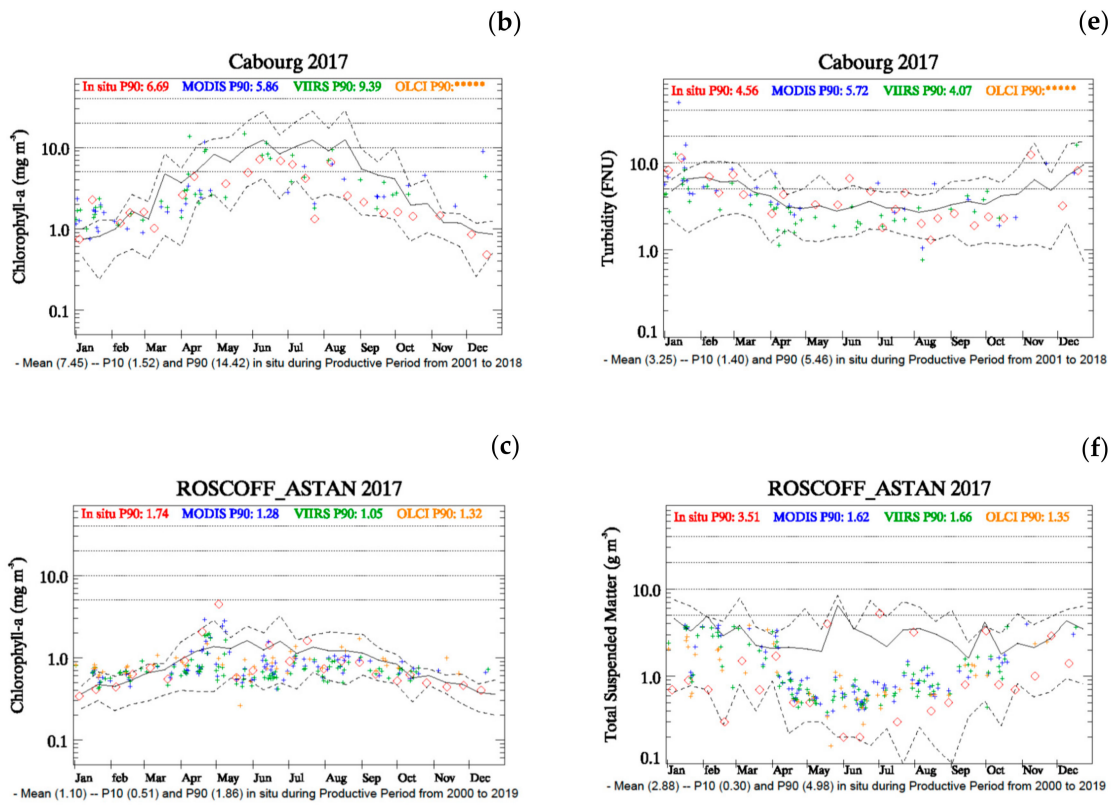 (b)
Cabourg 2017
In situ P90: 6.69 MODIS P90: 5.86 VIIRS P90: 9.39 OLCI P90:*****
Chlorophyll-a (mg m³)
10.0
1.0
0.1
Jan feb Mar Apr May Jun Jul Aug Sep Oct Nov Dec
- Mean (7.45) -- P10 (1.52) and P90 (14.42) in situ during Productive Period from 2001 to 2018
(e)
Cabourg 2017
In situ P90: 4.56 MODIS P90: 5.72 VIIRS P90: 4.07 OLCI P90:*****
Turbidity (FNU)
10.0
1.0
0.1
Jan feb Mar Apr May Jun Jul Aug Sep Oct Nov Dec
- Mean (3.25) -- P10 (1.40) and P90 (5.46) in situ during Productive Period from 2001 to 2018
(c)
ROSCOFF_ASTAN 2017
In situ P90: 1.74 MODIS P90: 1.28 VIIRS P90: 1.05 OLCI P90: 1.32
Chlorophyll-a (mg m³)
10.0
1.0
0.1
Jan feb Mar Apr May Jun Jul Aug Sep Oct Nov Dec
- Mean (1.10) -- P10 (0.51) and P90 (1.86) in situ during Productive Period from 2000 to 2019
(f)
ROSCOFF_ASTAN 2017
In situ P90: 3.51 MODIS P90: 1.62 VIIRS P90: 1.66 OLCI P90: 1.35
Total Suspended Matter (g m³)
10.0
1.0
0.1
Jan feb Mar Apr May Jun Jul Aug Sep Oct Nov Dec
- Mean (2.88) -- P10 (0.30) and P90 (4.98) in situ during Productive Period from 2000 to 2019